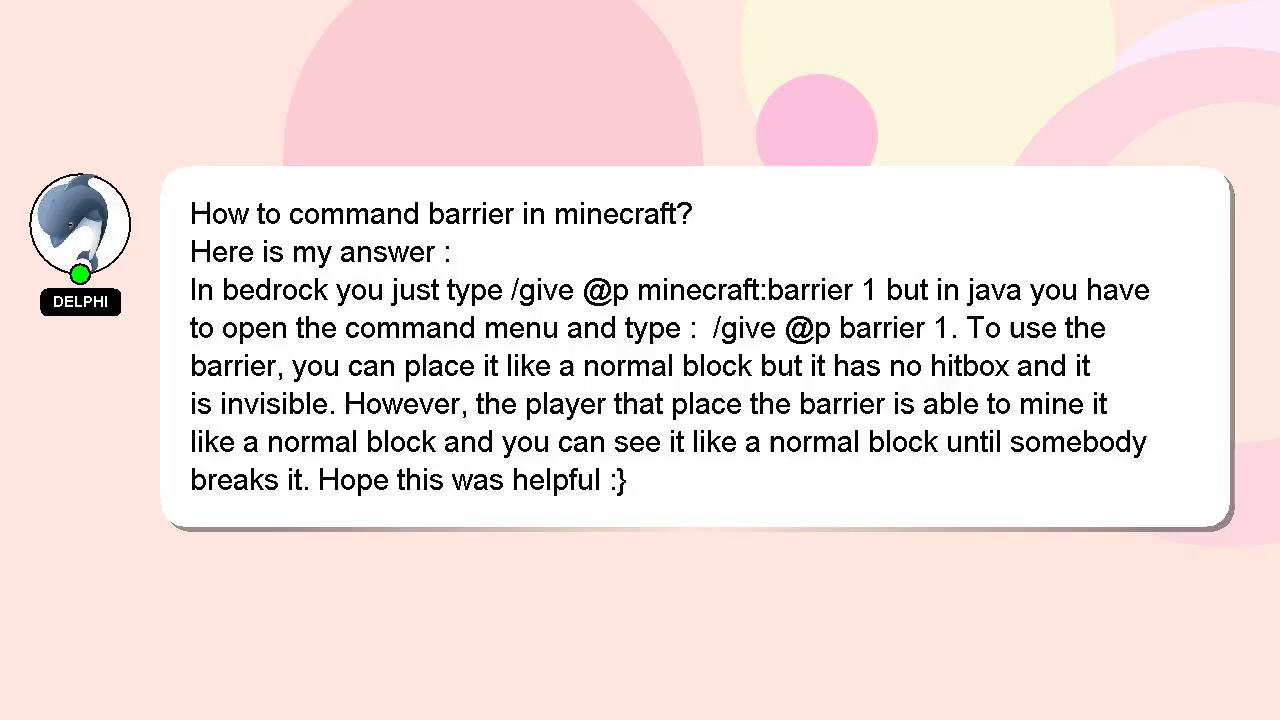 How to command barrier in minecraft?
Here is my answer :
In bedrock you just type /give @p minecraft:barrier 1 but in java you have
to open the command menu and type :  /give @p barrier 1. To use the
barrier, you can place it like a normal block but it has no hitbox and it
is invisible. However, the player that place the barrier is able to mine it
like a normal block and you can see it like a normal block until somebody
breaks it. Hope this was helpful :}
DELPHI